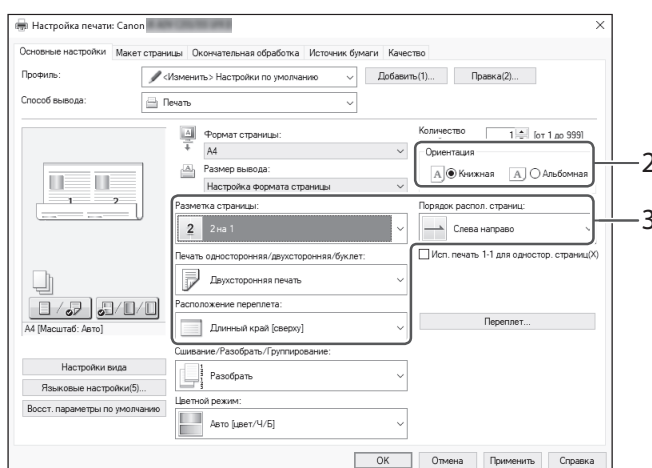 Настройка печати: Canon
Основные настройки Макет страницы Окончательная обработка Источник бумаги Качество
Профиль: <Изменить> Настройки по умолчанию Добавить(1)... Правка(2)...
Способ вывода: Печать
Формат страницы:
A4
Размер вывода:
Настройка формата страницы
Количество 1 [от 1 до 999]
Ориентация
A Книжная A Альбомная
2
Разметка страницы:
2 2 на 1
Порядок распол. страниц:
Слева направо
3
Печать односторонняя/двухсторонняя/буклет:
Двухсторонняя печать
Исп. печать 1-1 для одностор. страниц(X)
Расположение переплета:
Длинный край [сверху]
Переплет...
1 2
A4 [Масштаб: Авто]
Сшивание/Разобрать/Группирование:
Разобрать
Цветной режим:
Авто [цвет/Ч/Б]
Настройки вида
Языковые настройки(5)...
Восст. параметры по умолчанию
OK Отмена Применить Справка